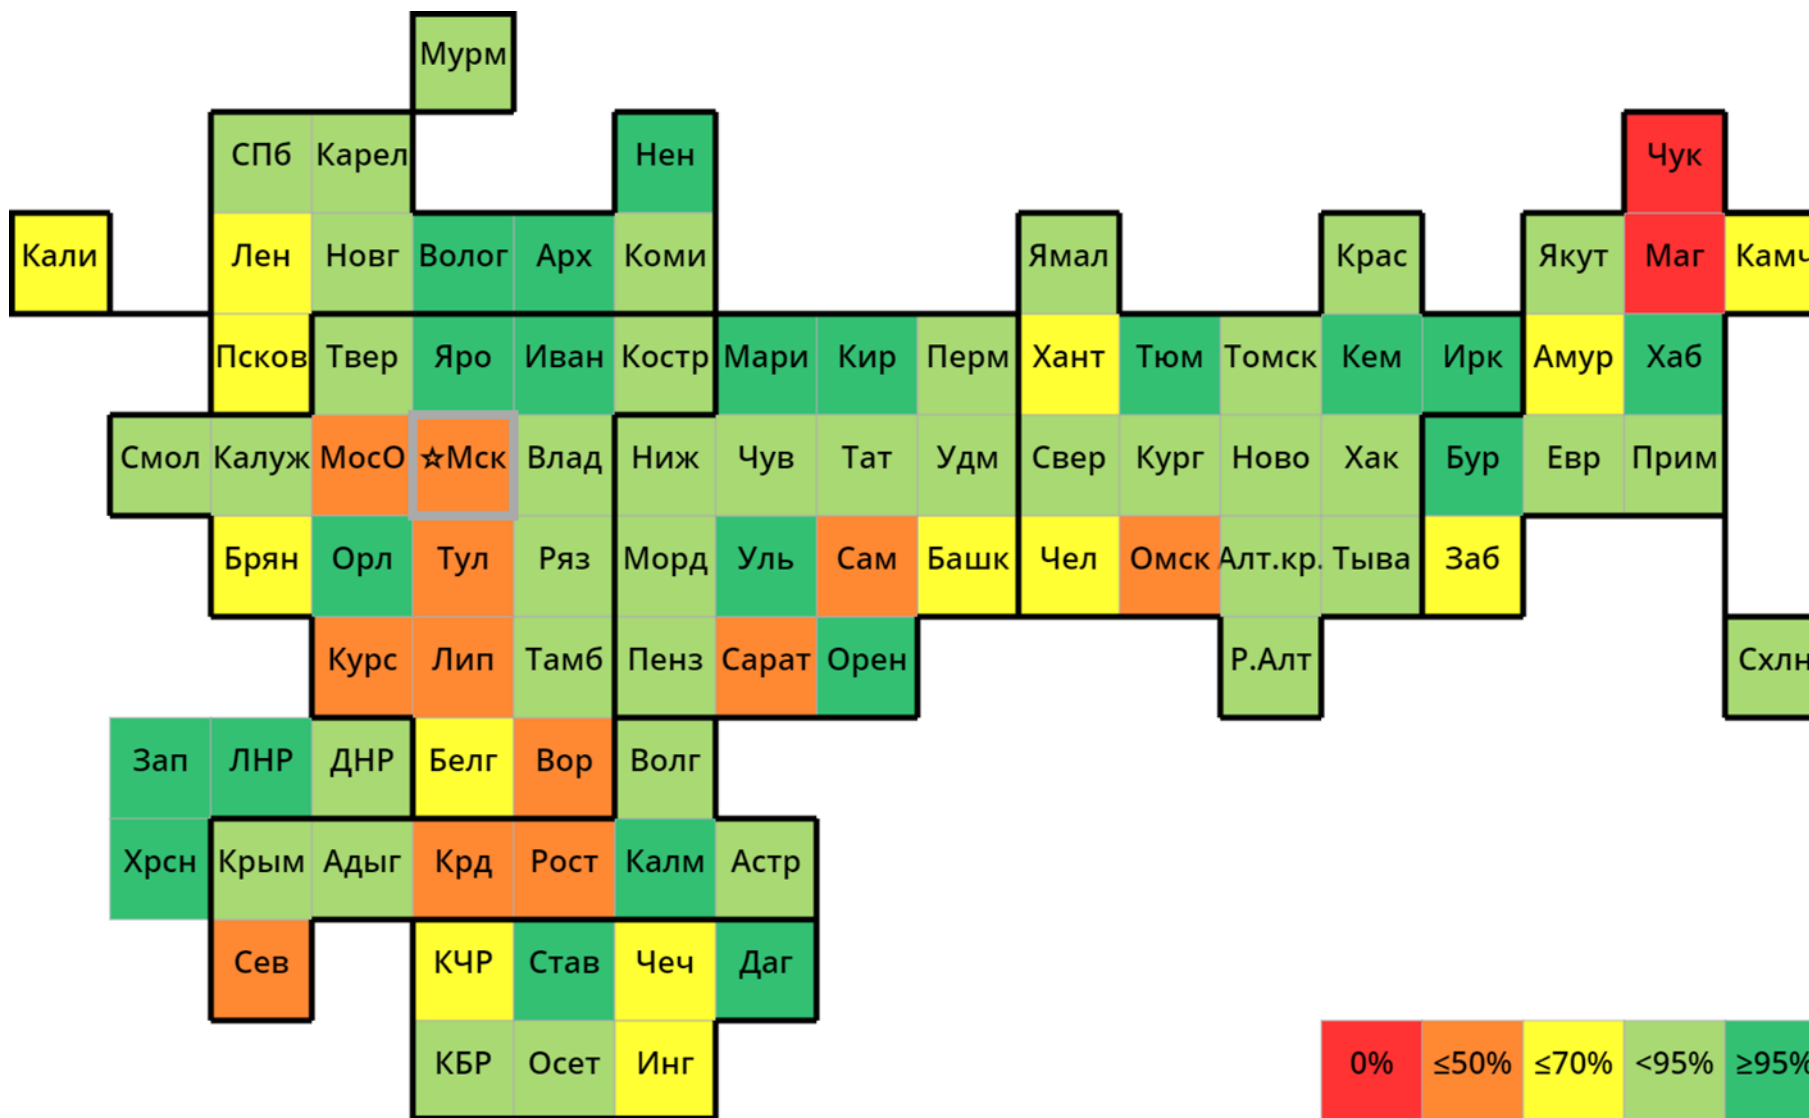 Мурм
СПб Карел Нен Чук
Кали Лен Новг Волог Арх Коми Ямал Крас Якут Маг Камч
Псков Твер Яро Иван Костр Мари Кир Перм Хант Тюм Томск Кем Ирк Амур Хаб
Смол Калуж МосО ☆Мск Влад Ниж Чув Тат Удм Свер Кург Ново Хак Бур Евр Прим
Брян Орл Тул Ряз Морд Уль Сам Башк Чел Омск Алт.кр. Тыва Заб
Курс Лип Тамб Пенз Сарат Орен Р.Алт Схлн
Зап ЛНР ДНР Белг Вор Волг
Хрсн Крым Адыг Крд Рост Калм Астр
Сев КЧР Став Чеч Даг
КБР Осет Инг
0% ≤50% ≤70% <95% ≥95%